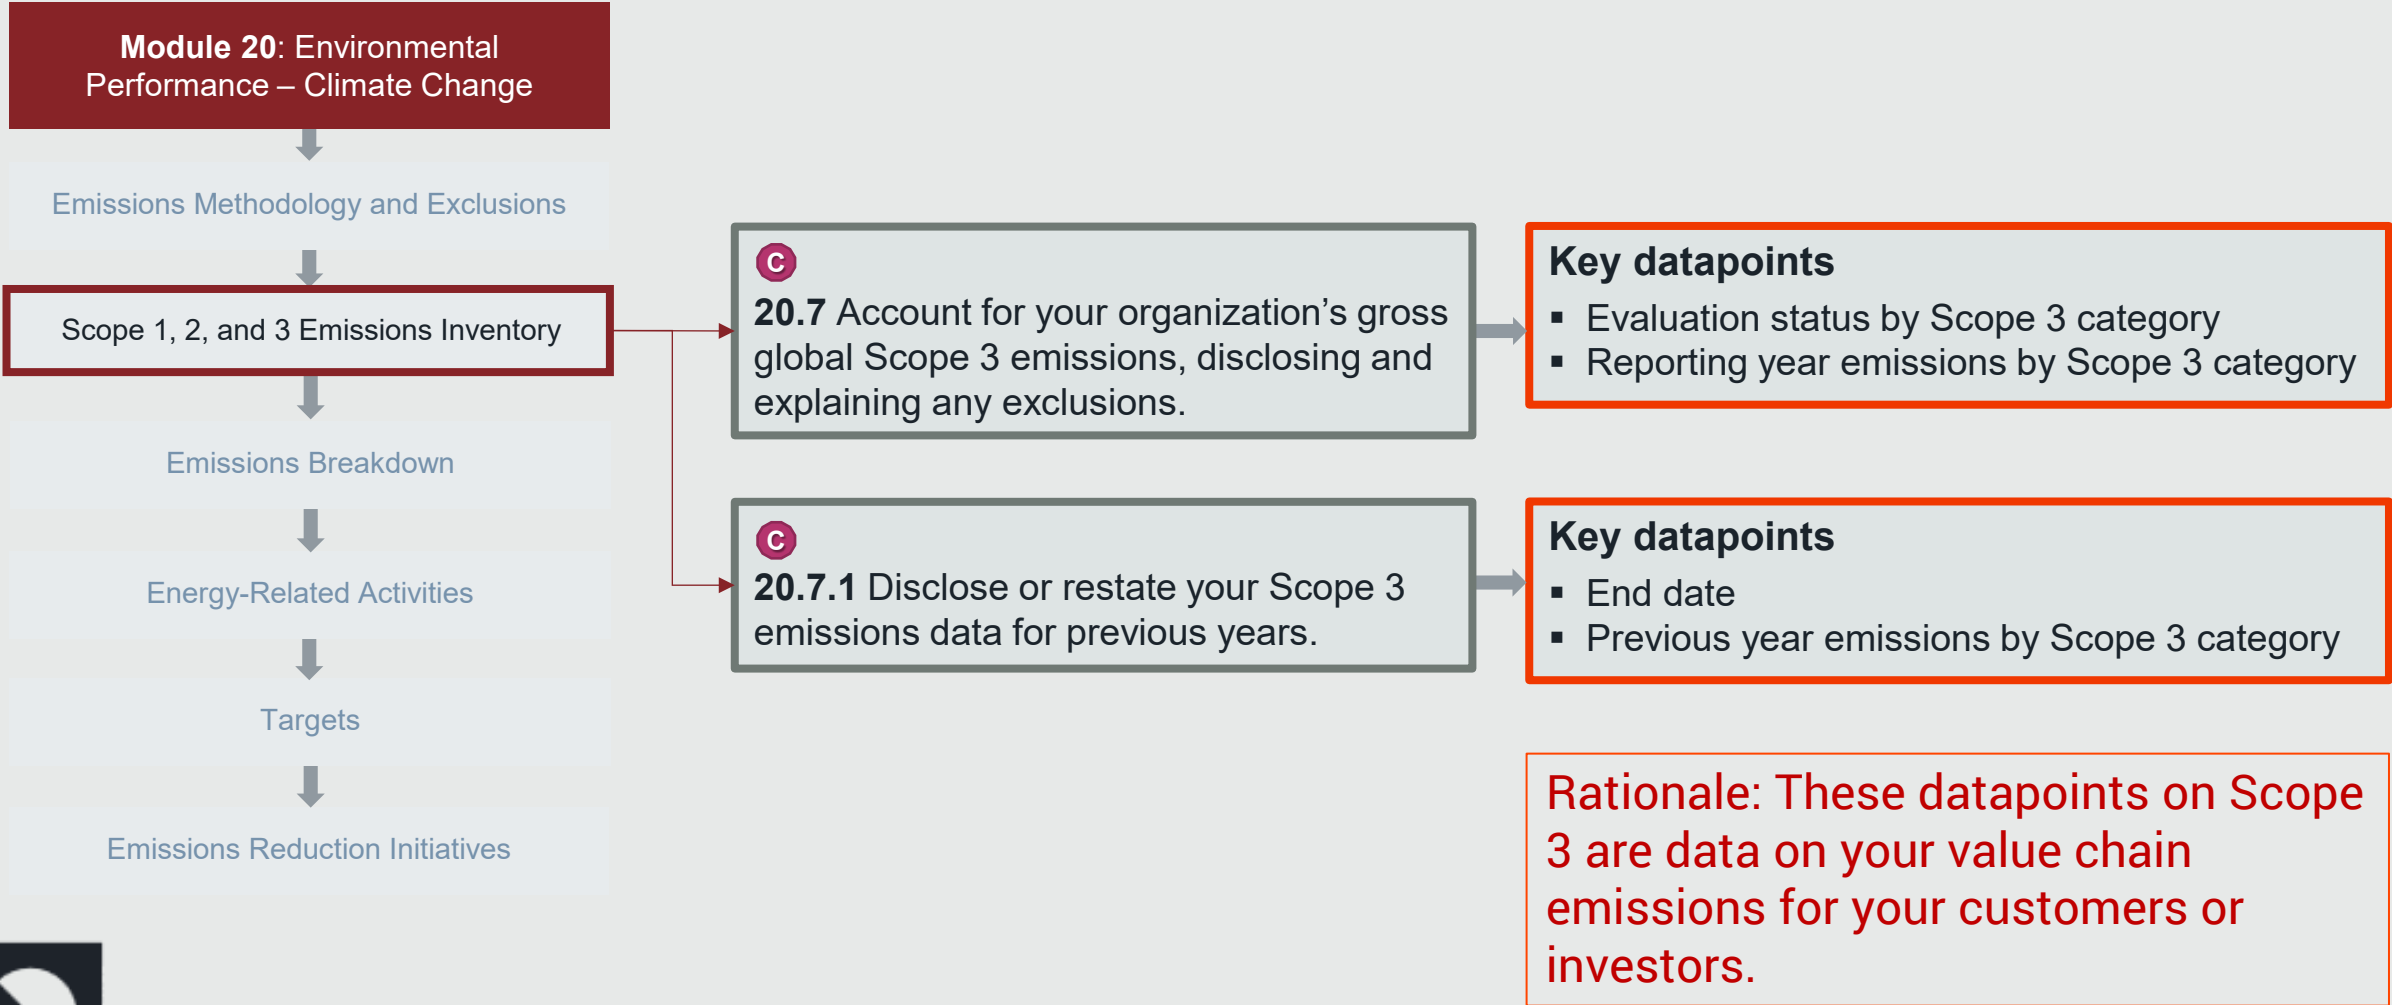 Module 20: Environmental
Performance – Climate Change
Emissions Methodology and Exclusions
Scope 1, 2, and 3 Emissions Inventory
Emissions Breakdown
Energy-Related Activities
Targets
Emissions Reduction Initiatives
C
20.7 Account for your organization’s gross
global Scope 3 emissions, disclosing and
explaining any exclusions.
Key datapoints
▪ Evaluation status by Scope 3 category
▪ Reporting year emissions by Scope 3 category
C
20.7.1 Disclose or restate your Scope 3
emissions data for previous years.
Key datapoints
▪ End date
▪ Previous year emissions by Scope 3 category
Rationale: These datapoints on Scope
3 are data on your value chain
emissions for your customers or
investors.